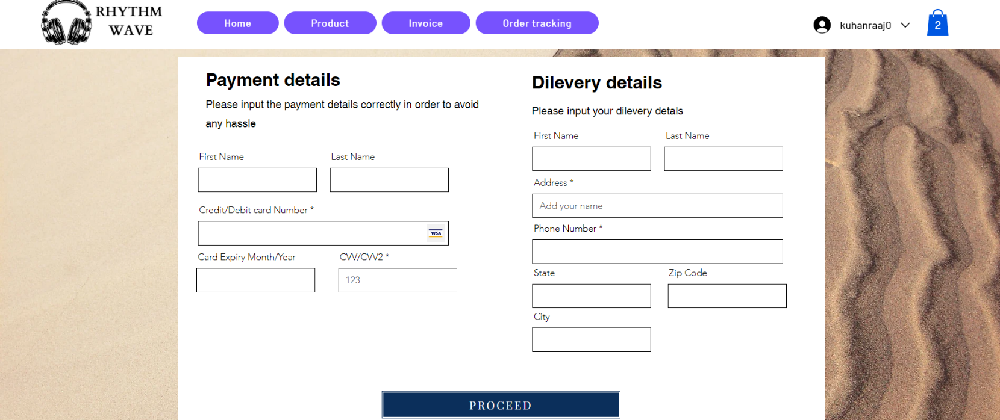 RHYTHM
WAVE
Home
Product
Invoice
Order tracking
kuhanraaj0
2
Payment details
Please input the payment details correctly in order to avoid
any hassle
First Name
Last Name
Credit/Debit card Number *
VISA
Card Expiry Month/Year
CVV/CVV2 *
123
Dilevery details
Please input your dilevery detals
First Name
Last Name
Address *
Add your name
Phone Number *
State
Zip Code
City
PROCEED